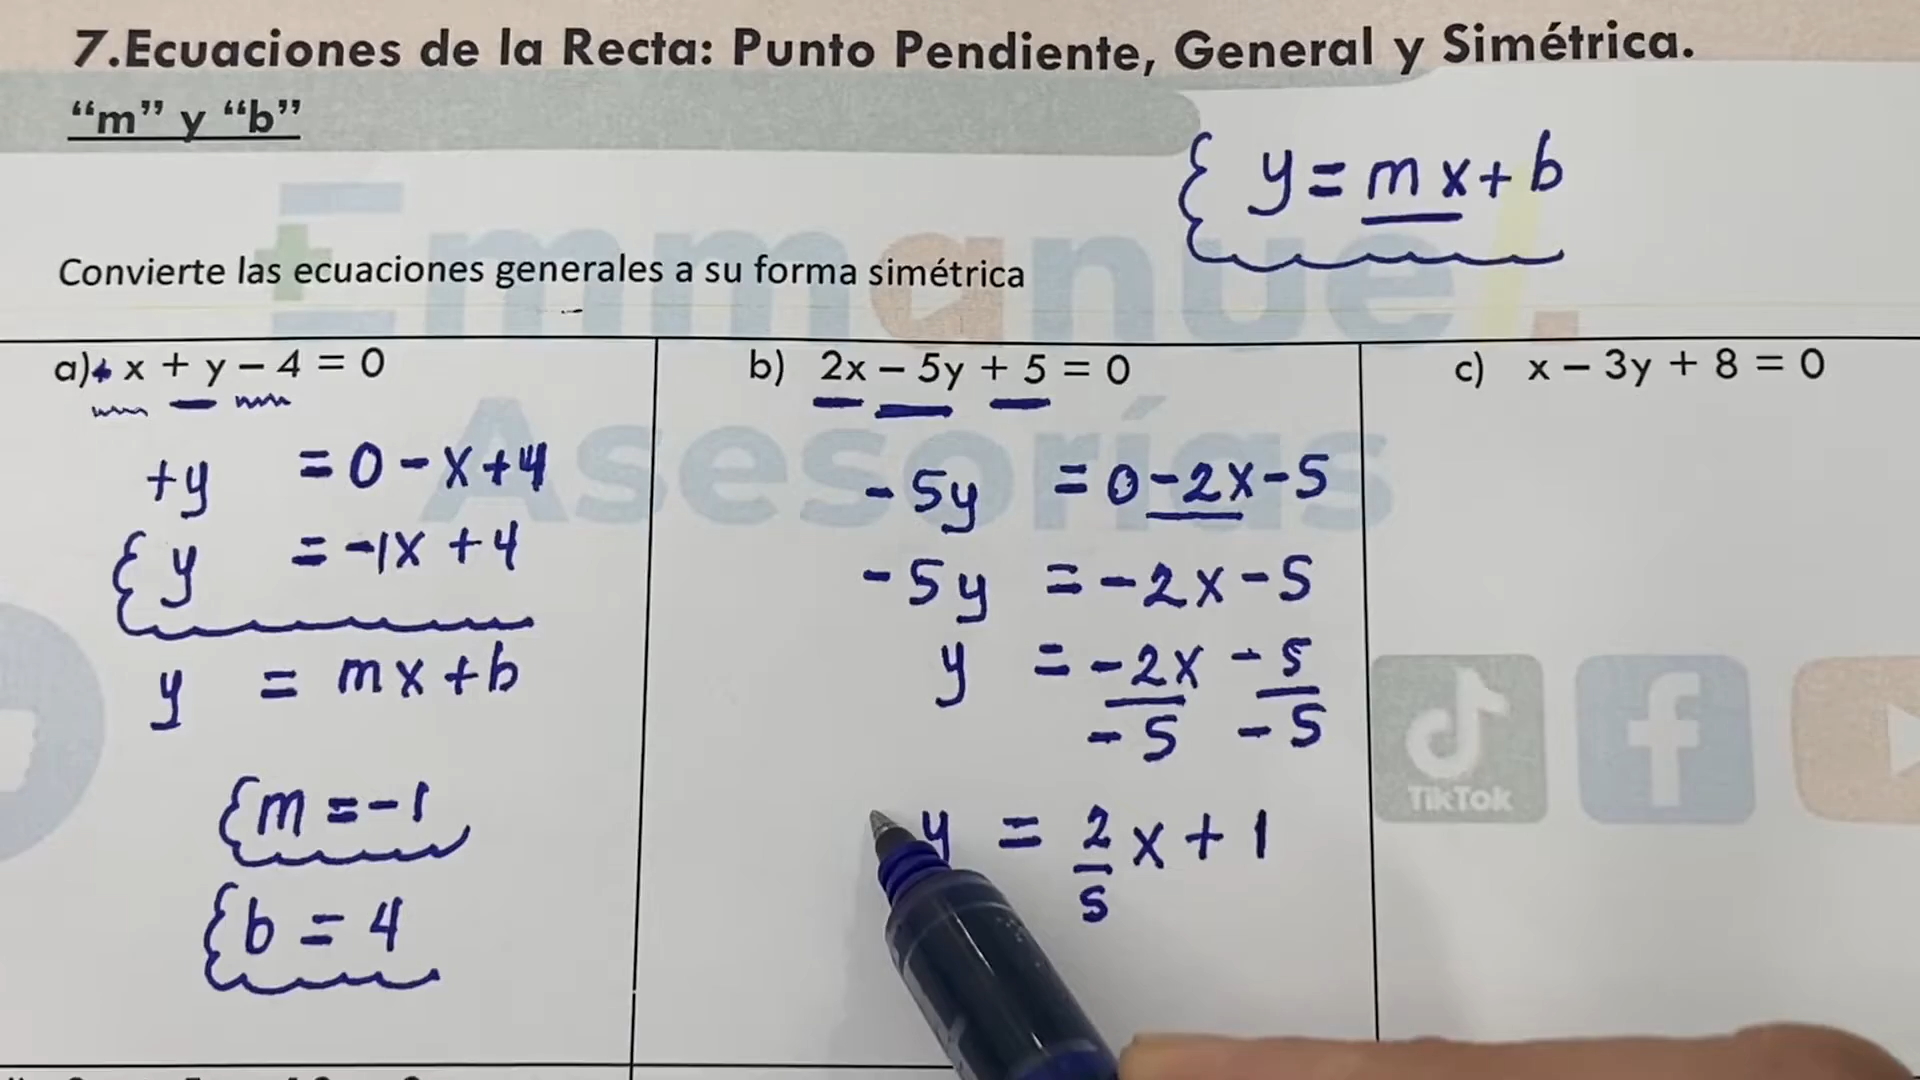 7.Ecuaciones de la Recta: Punto Pendiente, General y Simétrica.
“m” y “b”
y = mx + b
Emmanuel.
Asesorías
Convierte las ecuaciones generales a su forma simétrica
a)+ x + y – 4 = 0
+y = 0 - x + 4
y = -1x + 4
y = mx + b
m = -1
b = 4
b) 2x – 5y + 5 = 0
-5y = 0 - 2x - 5
-5y = -2x - 5
y = -2x - 5
-5 -5
y = 2 x + 1
5
c) x – 3y + 8 = 0
TikTok